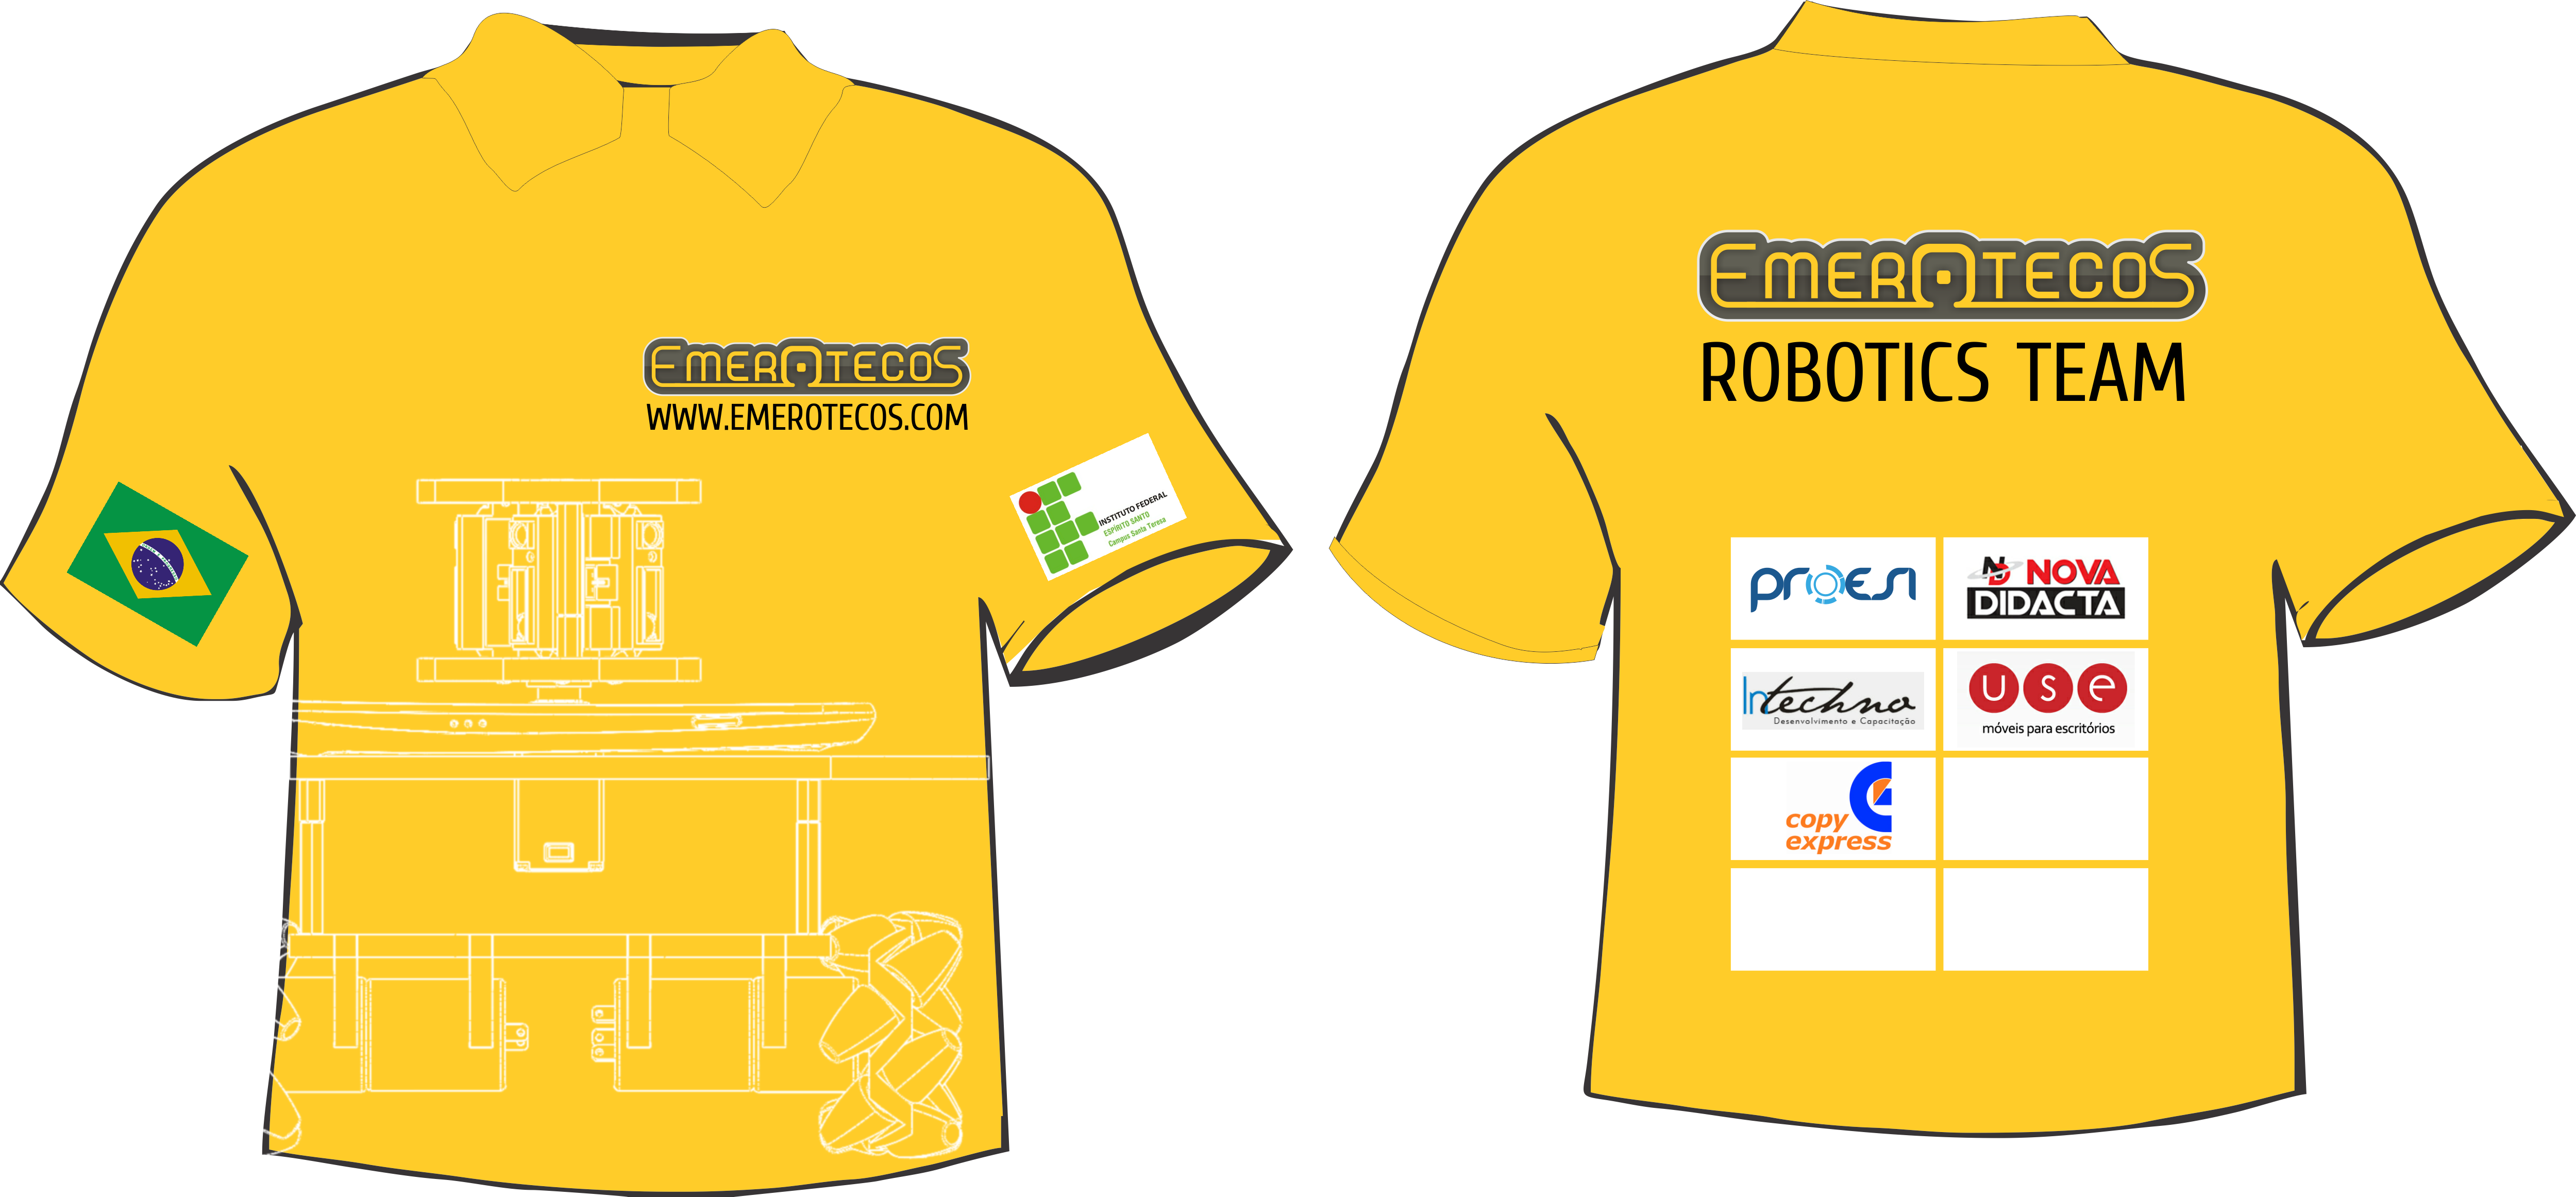 EMEROTECOS
WWW.EMEROTECOS.COM
INSTITUTO FEDERAL
ESPÍRITO SANTO
Campus Santa Teresa
EMEROTECOS
ROBOTICS TEAM
proesi
ND NOVA
DIDACTA
Intechno
Desenvolvimento e Capacitação
use
móveis para escritórios
copy
express